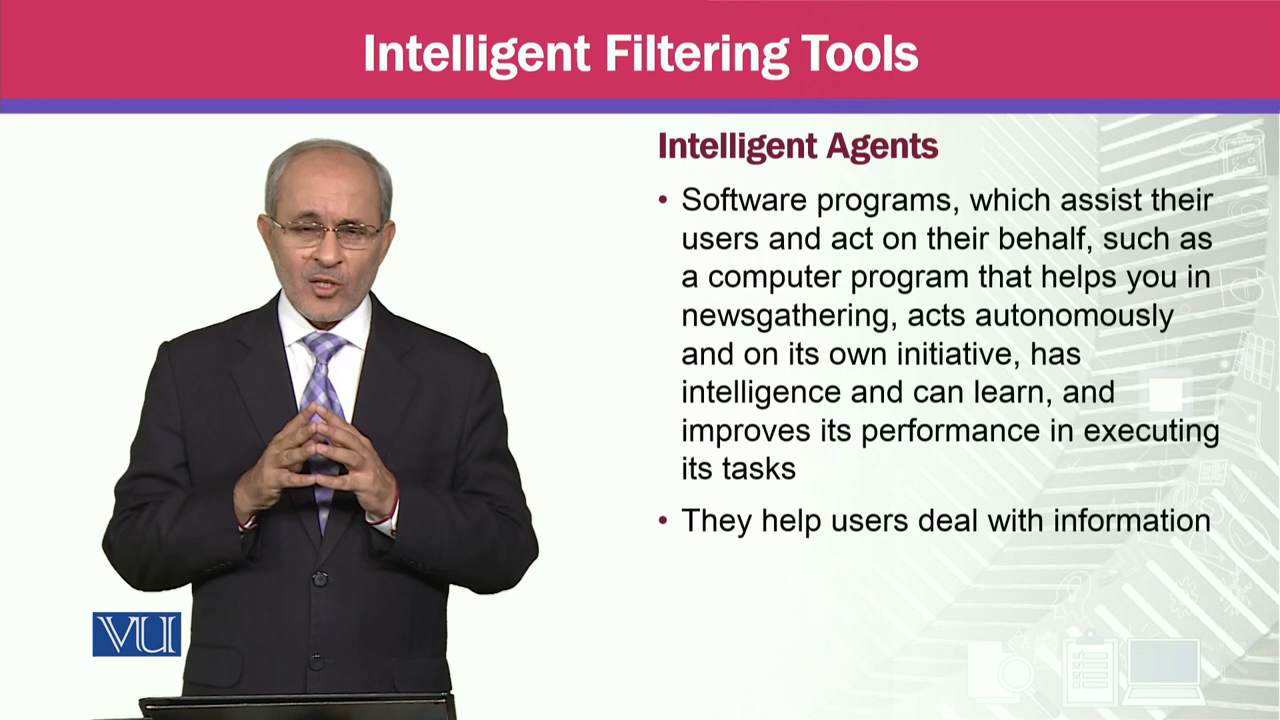 Intelligent Filtering Tools
Intelligent Agents
• Software programs, which assist their
users and act on their behalf, such as
a computer program that helps you in
newsgathering, acts autonomously
and on its own initiative, has
intelligence and can learn, and
improves its performance in executing
its tasks
• They help users deal with information
VU